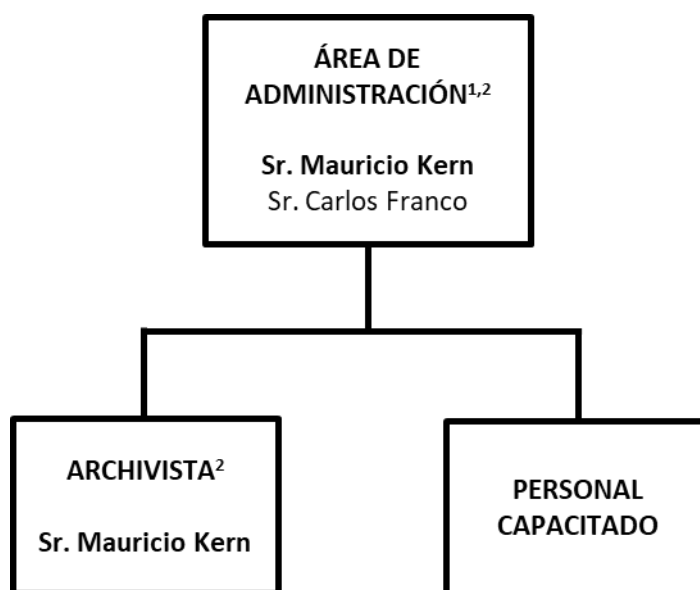 ÁREA DE
ADMINISTRACIÓN¹,²
Sr. Mauricio Kern
Sr. Carlos Franco
ARCHIVISTA²
Sr. Mauricio Kern
PERSONAL
CAPACITADO